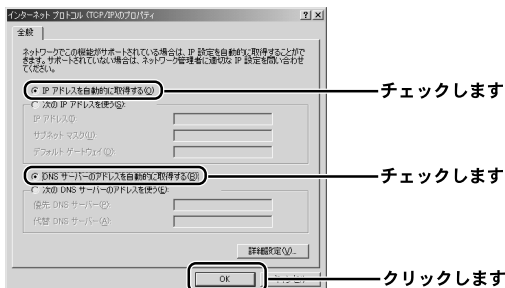 インターネット プロトコル (TCP/IP)のプロパティ
全般
ネットワークでこの機能がサポートされている場合は、IP 設定を自動的に取得することがで
きます。サポートされていない場合は、ネットワーク管理者に適切な IP 設定を問い合わせ
てください。
IP アドレスを自動的に取得する(O)
チェックします
次の IP アドレスを使う(S):
IP アドレス(I):
サブネット マスク(U):
デフォルト ゲートウェイ(D):
DNS サーバーのアドレスを自動的に取得する(B)
チェックします
次の DNS サーバーのアドレスを使う(E):
優先 DNS サーバー(P):
代替 DNS サーバー(A):
詳細設定(V)...
OK
クリックします